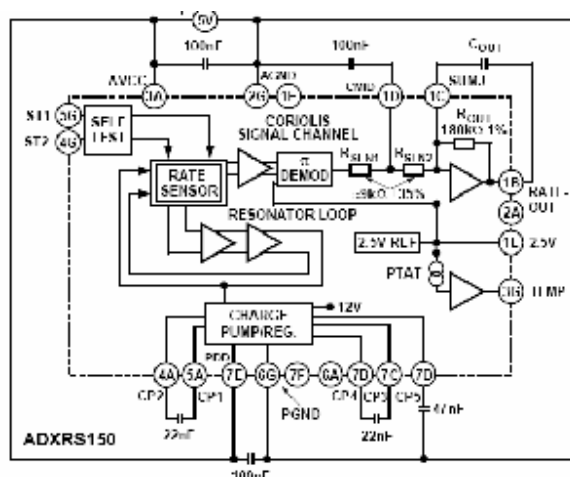 5V
100nF
100nF
COUT
AVCC
AGND
CMID
SUMJ
3A
2G
1F
1D
1C
ST1
5G
ST2
4G
SELF
TEST
CORIOLIS
SIGNAL CHANNEL
ROUT
180kΩ 1%
RATE
SENSOR
π
DEMOD
RSEN1
RSEN2
≈9kΩ ±35%
1B
RATE-
OUT
2A
RESONATOR LOOP
2.5V REF
1E
2.5V
PTAT
3G
TEMP
12V
CHARGE
PUMP/REG.
PDD
4A
5A
7E
6G
7F
6A
7D
7C
7D
CP2
CP1
PGND
CP4
CP3
CP5
47nF
22nF
22nF
ADXRS150
100nF